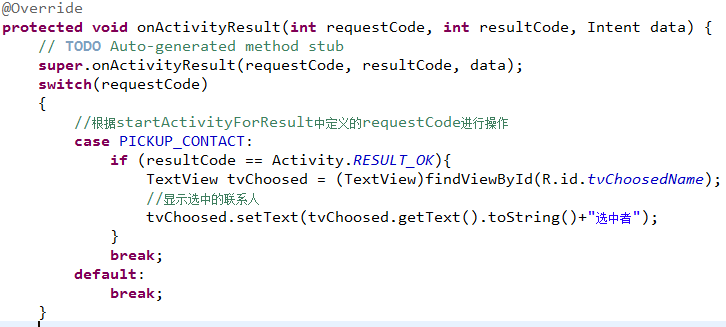 @Override
protected void onActivityResult(int requestCode, int resultCode, Intent data) {
    // TODO Auto-generated method stub
    super.onActivityResult(requestCode, resultCode, data);
    switch(requestCode)
    {
        //根据startActivityForResult中定义的requestCode进行操作
        case PICKUP_CONTACT:
            if (resultCode == Activity.RESULT_OK){
                TextView tvChoosed = (TextView)findViewById(R.id.tvChoosedName);
                //显示选中的联系人
                tvChoosed.setText(tvChoosed.getText().toString()+"选中者");
            }
            break;
        default:
            break;
    }